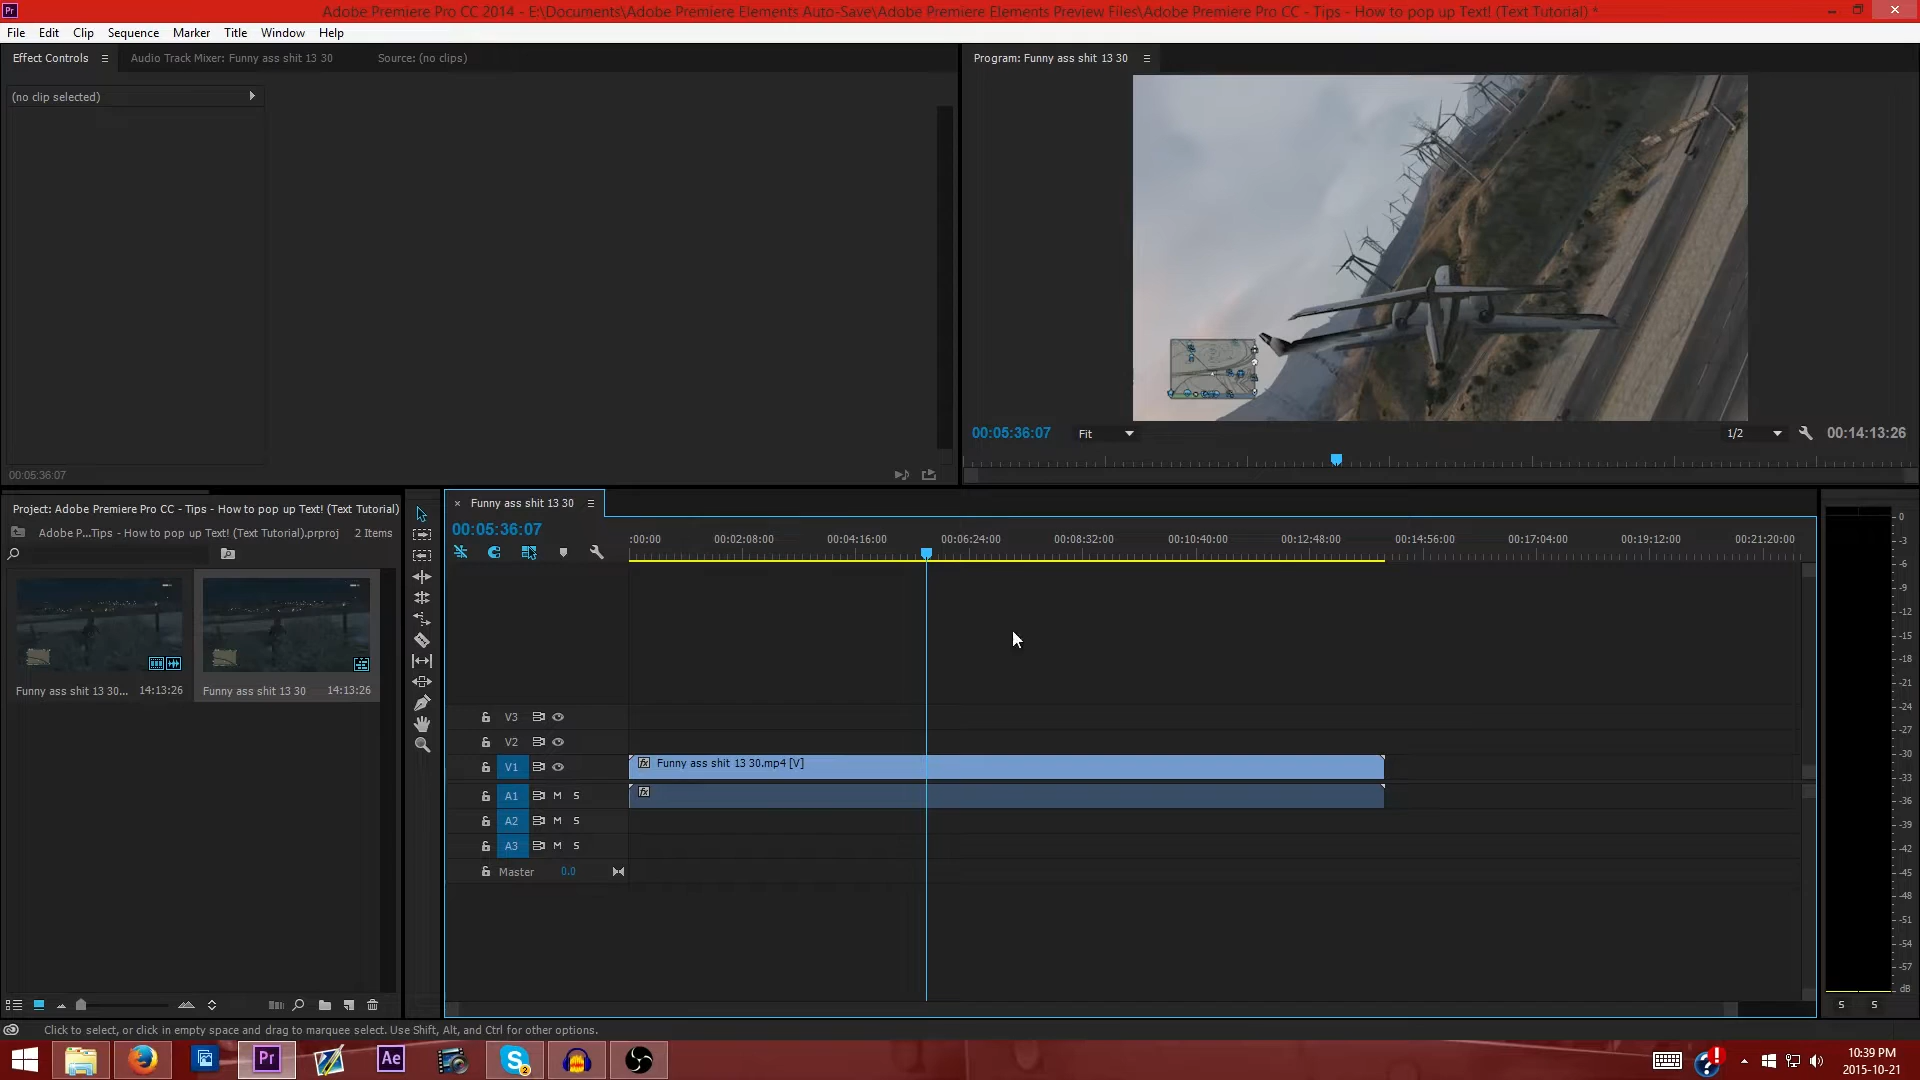 Adobe Premiere Pro CC 2014 - E:\Documents\Adobe Premiere Elements Auto-Save\Adobe Premiere Elements Preview Files\Adobe Premiere Pro CC - Tips - How to pop up Text! (Text Tutorial) *
File Edit Clip Sequence Marker Title Window Help
Effect Controls Audio Track Mixer: Funny ass shit 13 30 Source: (no clips)
Program: Funny ass shit 13 30
(no clip selected)
00:05:36:07 Fit 1/2 00:14:13:26
00:05:36:07
Project: Adobe Premiere Pro CC - Tips - How to pop up Text! (Text Tutorial)
Adobe P...Tips - How to pop up Text! (Text Tutorial).prproj 2 Items
Funny ass shit 13 30... 14:13:26
Funny ass shit 13 30 14:13:26
Funny ass shit 13 30
00:05:36:07
:00:00 00:02:08:00 00:04:16:00 00:06:24:00 00:08:32:00 00:10:40:00 00:12:48:00 00:14:56:00 00:17:04:00 00:19:12:00 00:21:20:00
V3
V2
V1 Funny ass shit 13 30.mp4 [V]
A1 M S
A2 M S
A3 M S
Master 0.0
0
-3
-6
-9
-12
-15
-18
-21
-24
-27
-30
-33
-36
-39
-42
-45
-48
-51
-54
-57
dB
S S
Click to select, or click in empty space and drag to marquee select. Use Shift, Alt, and Ctrl for other options.
Pr
Ae
2
10:39 PM
2015-10-21